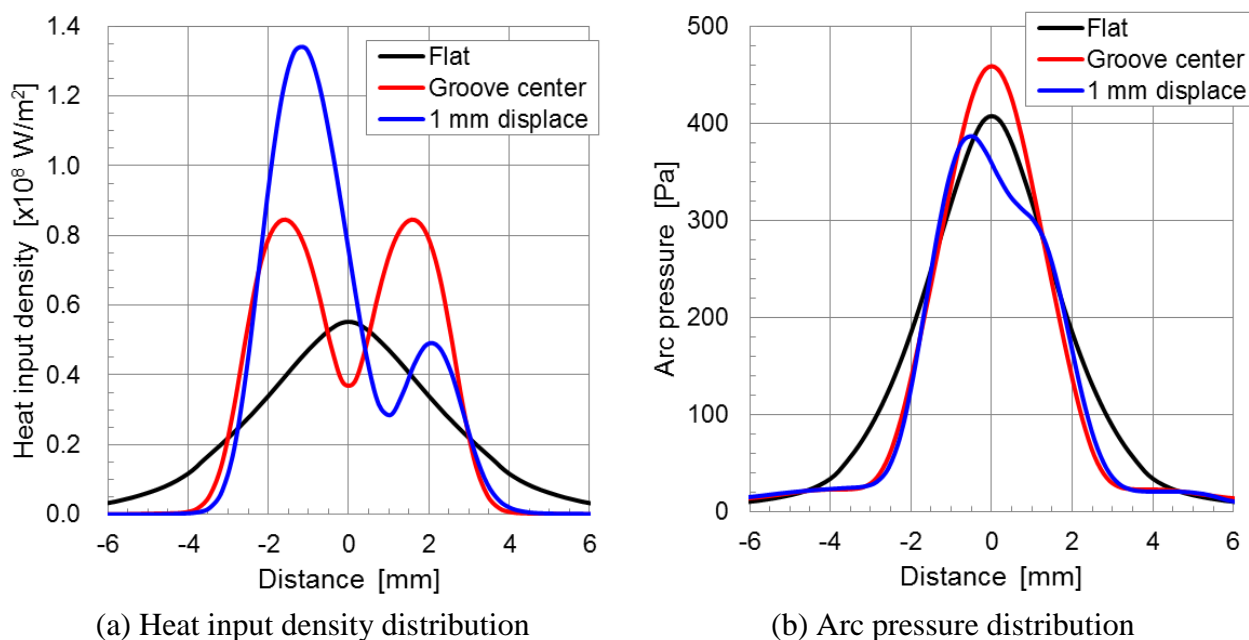 Heat input density [x10⁸ W/m²]
1.4
1.2
1.0
0.8
0.6
0.4
0.2
0.0
Flat
Groove center
1 mm displace
-6 -4 -2 0 2 4 6
Distance [mm]
(a) Heat input density distribution
Arc pressure [Pa]
500
400
300
200
100
0
Flat
Groove center
1 mm displace
-6 -4 -2 0 2 4 6
Distance [mm]
(b) Arc pressure distribution